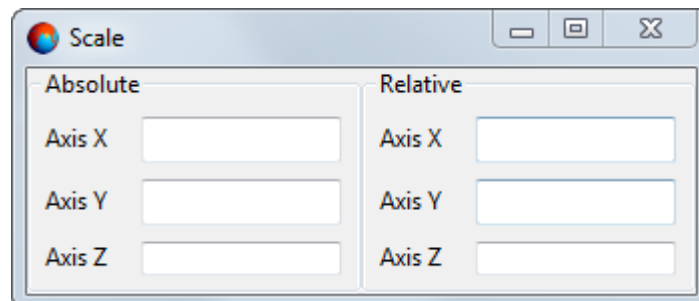 Scale
Absolute
Axis X
Axis Y
Axis Z
Relative
Axis X
Axis Y
Axis Z